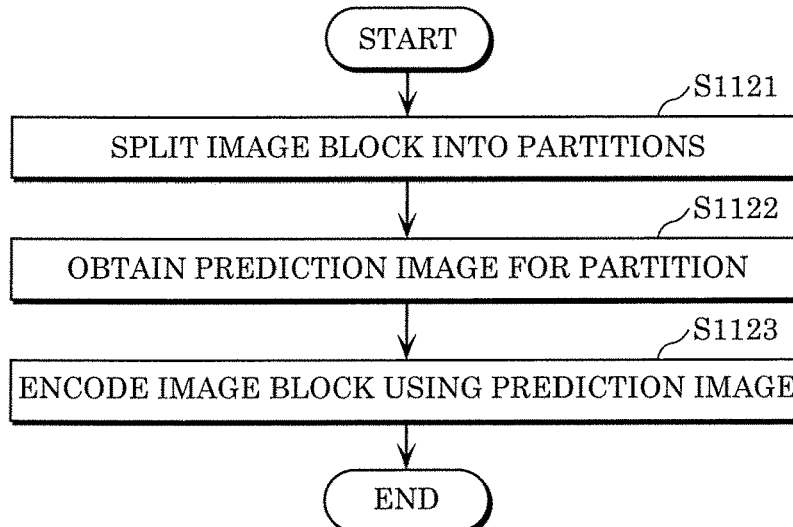 START
S1121
SPLIT IMAGE BLOCK INTO PARTITIONS
S1122
OBTAIN PREDICTION IMAGE FOR PARTITION
S1123
ENCODE IMAGE BLOCK USING PREDICTION IMAGE
END